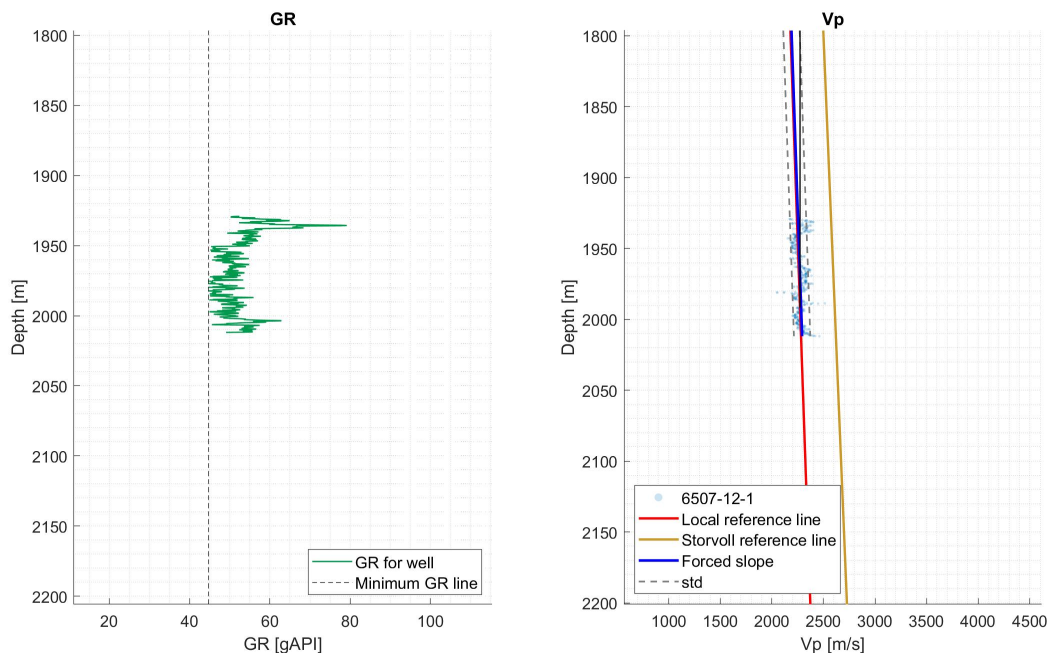 GR
1800
1850
1900
1950
2000
2050
2100
2150
2200
Depth [m]
20
40
60
80
100
GR [gAPI]
GR for well
Minimum GR line
Vp
1800
1850
1900
1950
2000
2050
2100
2150
2200
Depth [m]
1000
1500
2000
2500
3000
3500
4000
4500
Vp [m/s]
6507-12-1
Local reference line
Storvoll reference line
Forced slope
std